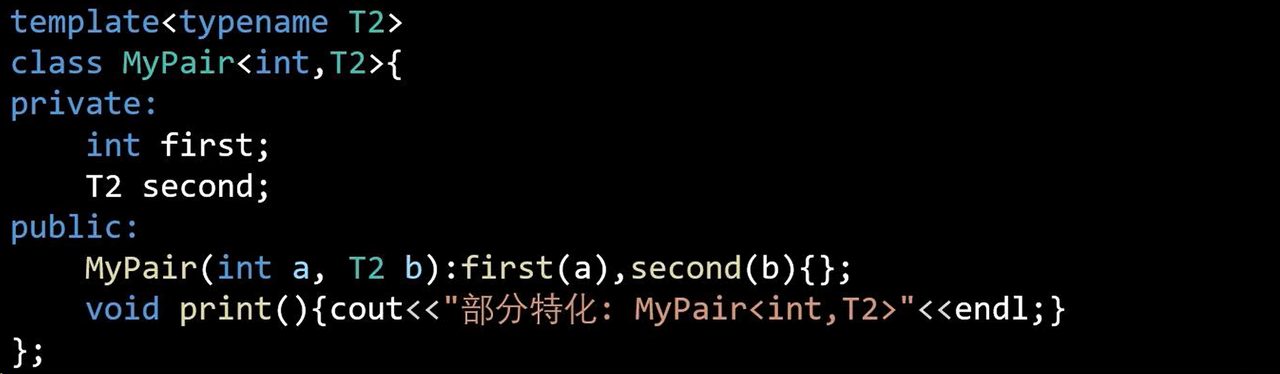 template<typename T2>
class MyPair<int,T2>{
private:
    int first;
    T2 second;
public:
    MyPair(int a, T2 b):first(a),second(b){};
    void print(){cout<<"部分特化: MyPair<int,T2>"<<endl;}
};